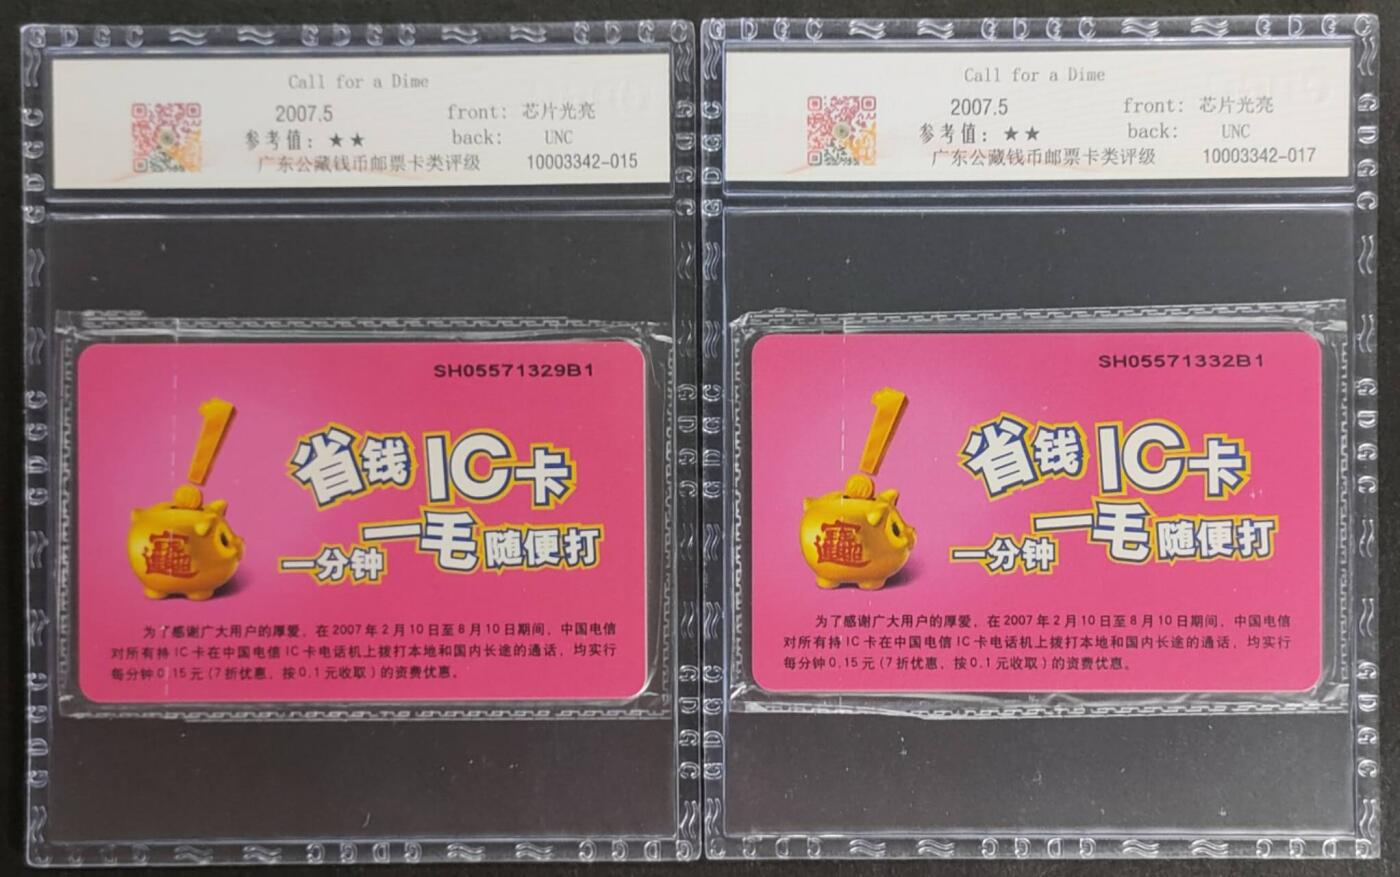 Call for a Dime
2007.5
front: 芯片光亮
参考值：★★
back: UNC
广东公藏钱币邮票卡类评级
10003342-015
SH05571329B1
省钱IC卡
一分钟一毛随便打
为了感谢广大用户的厚爱，在2007年2月10日至8月10日期间，中国电信
对所有持IC卡在中国电信IC卡电话机上拨打本地和国内长途的通话，均实行
每分钟0.15元(7折优惠，按0.1元收取)的资费优惠。
Call for a Dime
2007.5
front: 芯片光亮
参考值：★★
back: UNC
广东公藏钱币邮票卡类评级
10003342-017
SH05571332B1
省钱IC卡
一分钟一毛随便打
为了感谢广大用户的厚爱，在2007年2月10日至8月10日期间，中国电信
对所有持IC卡在中国电信IC卡电话机上拨打本地和国内长途的通话，均实行
每分钟0.15元(7折优惠，按0.1元收取)的资费优惠。